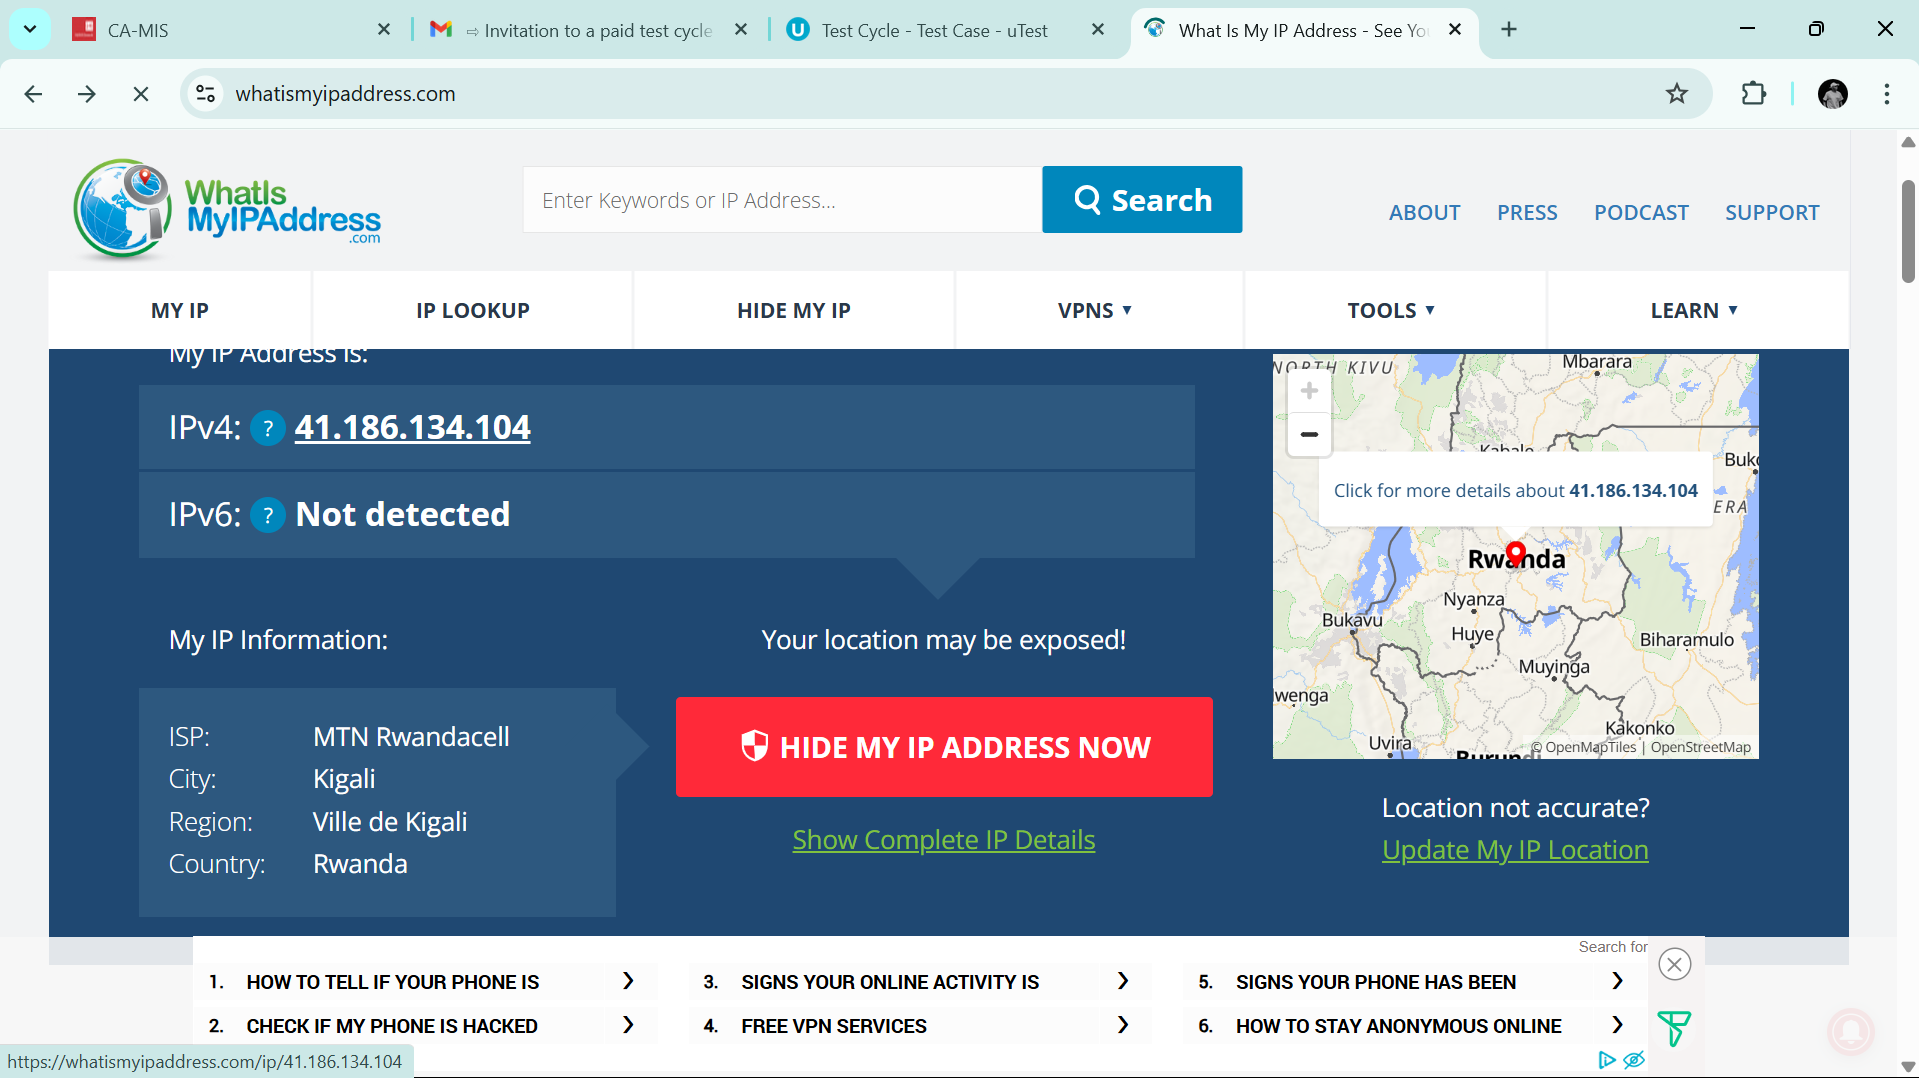 CA-MIS
⇨ Invitation to a paid test cycle
Test Cycle - Test Case - uTest
What Is My IP Address - See Yo
whatismyipaddress.com
WhatIs
MyIPAddress
.com
Enter Keywords or IP Address...
Search
ABOUT
PRESS
PODCAST
SUPPORT
MY IP
IP LOOKUP
HIDE MY IP
VPNS ▼
TOOLS ▼
LEARN ▼
My IP Address is:
IPv4: ? 41.186.134.104
IPv6: ? Not detected
My IP Information:
ISP: MTN Rwandacell
City: Kigali
Region: Ville de Kigali
Country: Rwanda
Your location may be exposed!
HIDE MY IP ADDRESS NOW
Show Complete IP Details
NORTH KIVU
Mbarara
Kabale
Buko
Click for more details about 41.186.134.104
ERA
Rwanda
Nyanza
Bukavu
Huye
Biharamulo
Muyinga
wenga
Kakonko
Uvira
Burundi
© OpenMapTiles | OpenStreetMap
Location not accurate?
Update My IP Location
Search for
1. HOW TO TELL IF YOUR PHONE IS
2. CHECK IF MY PHONE IS HACKED
3. SIGNS YOUR ONLINE ACTIVITY IS
4. FREE VPN SERVICES
5. SIGNS YOUR PHONE HAS BEEN
6. HOW TO STAY ANONYMOUS ONLINE
https://whatismyipaddress.com/ip/41.186.134.104